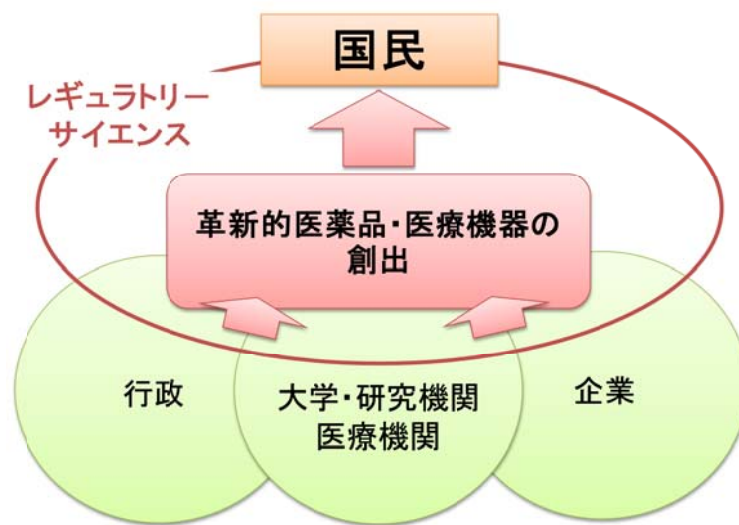 国民
レギュラトリー
サイエンス
革新的医薬品・医療機器の
創出
行政
大学・研究機関
医療機関
企業